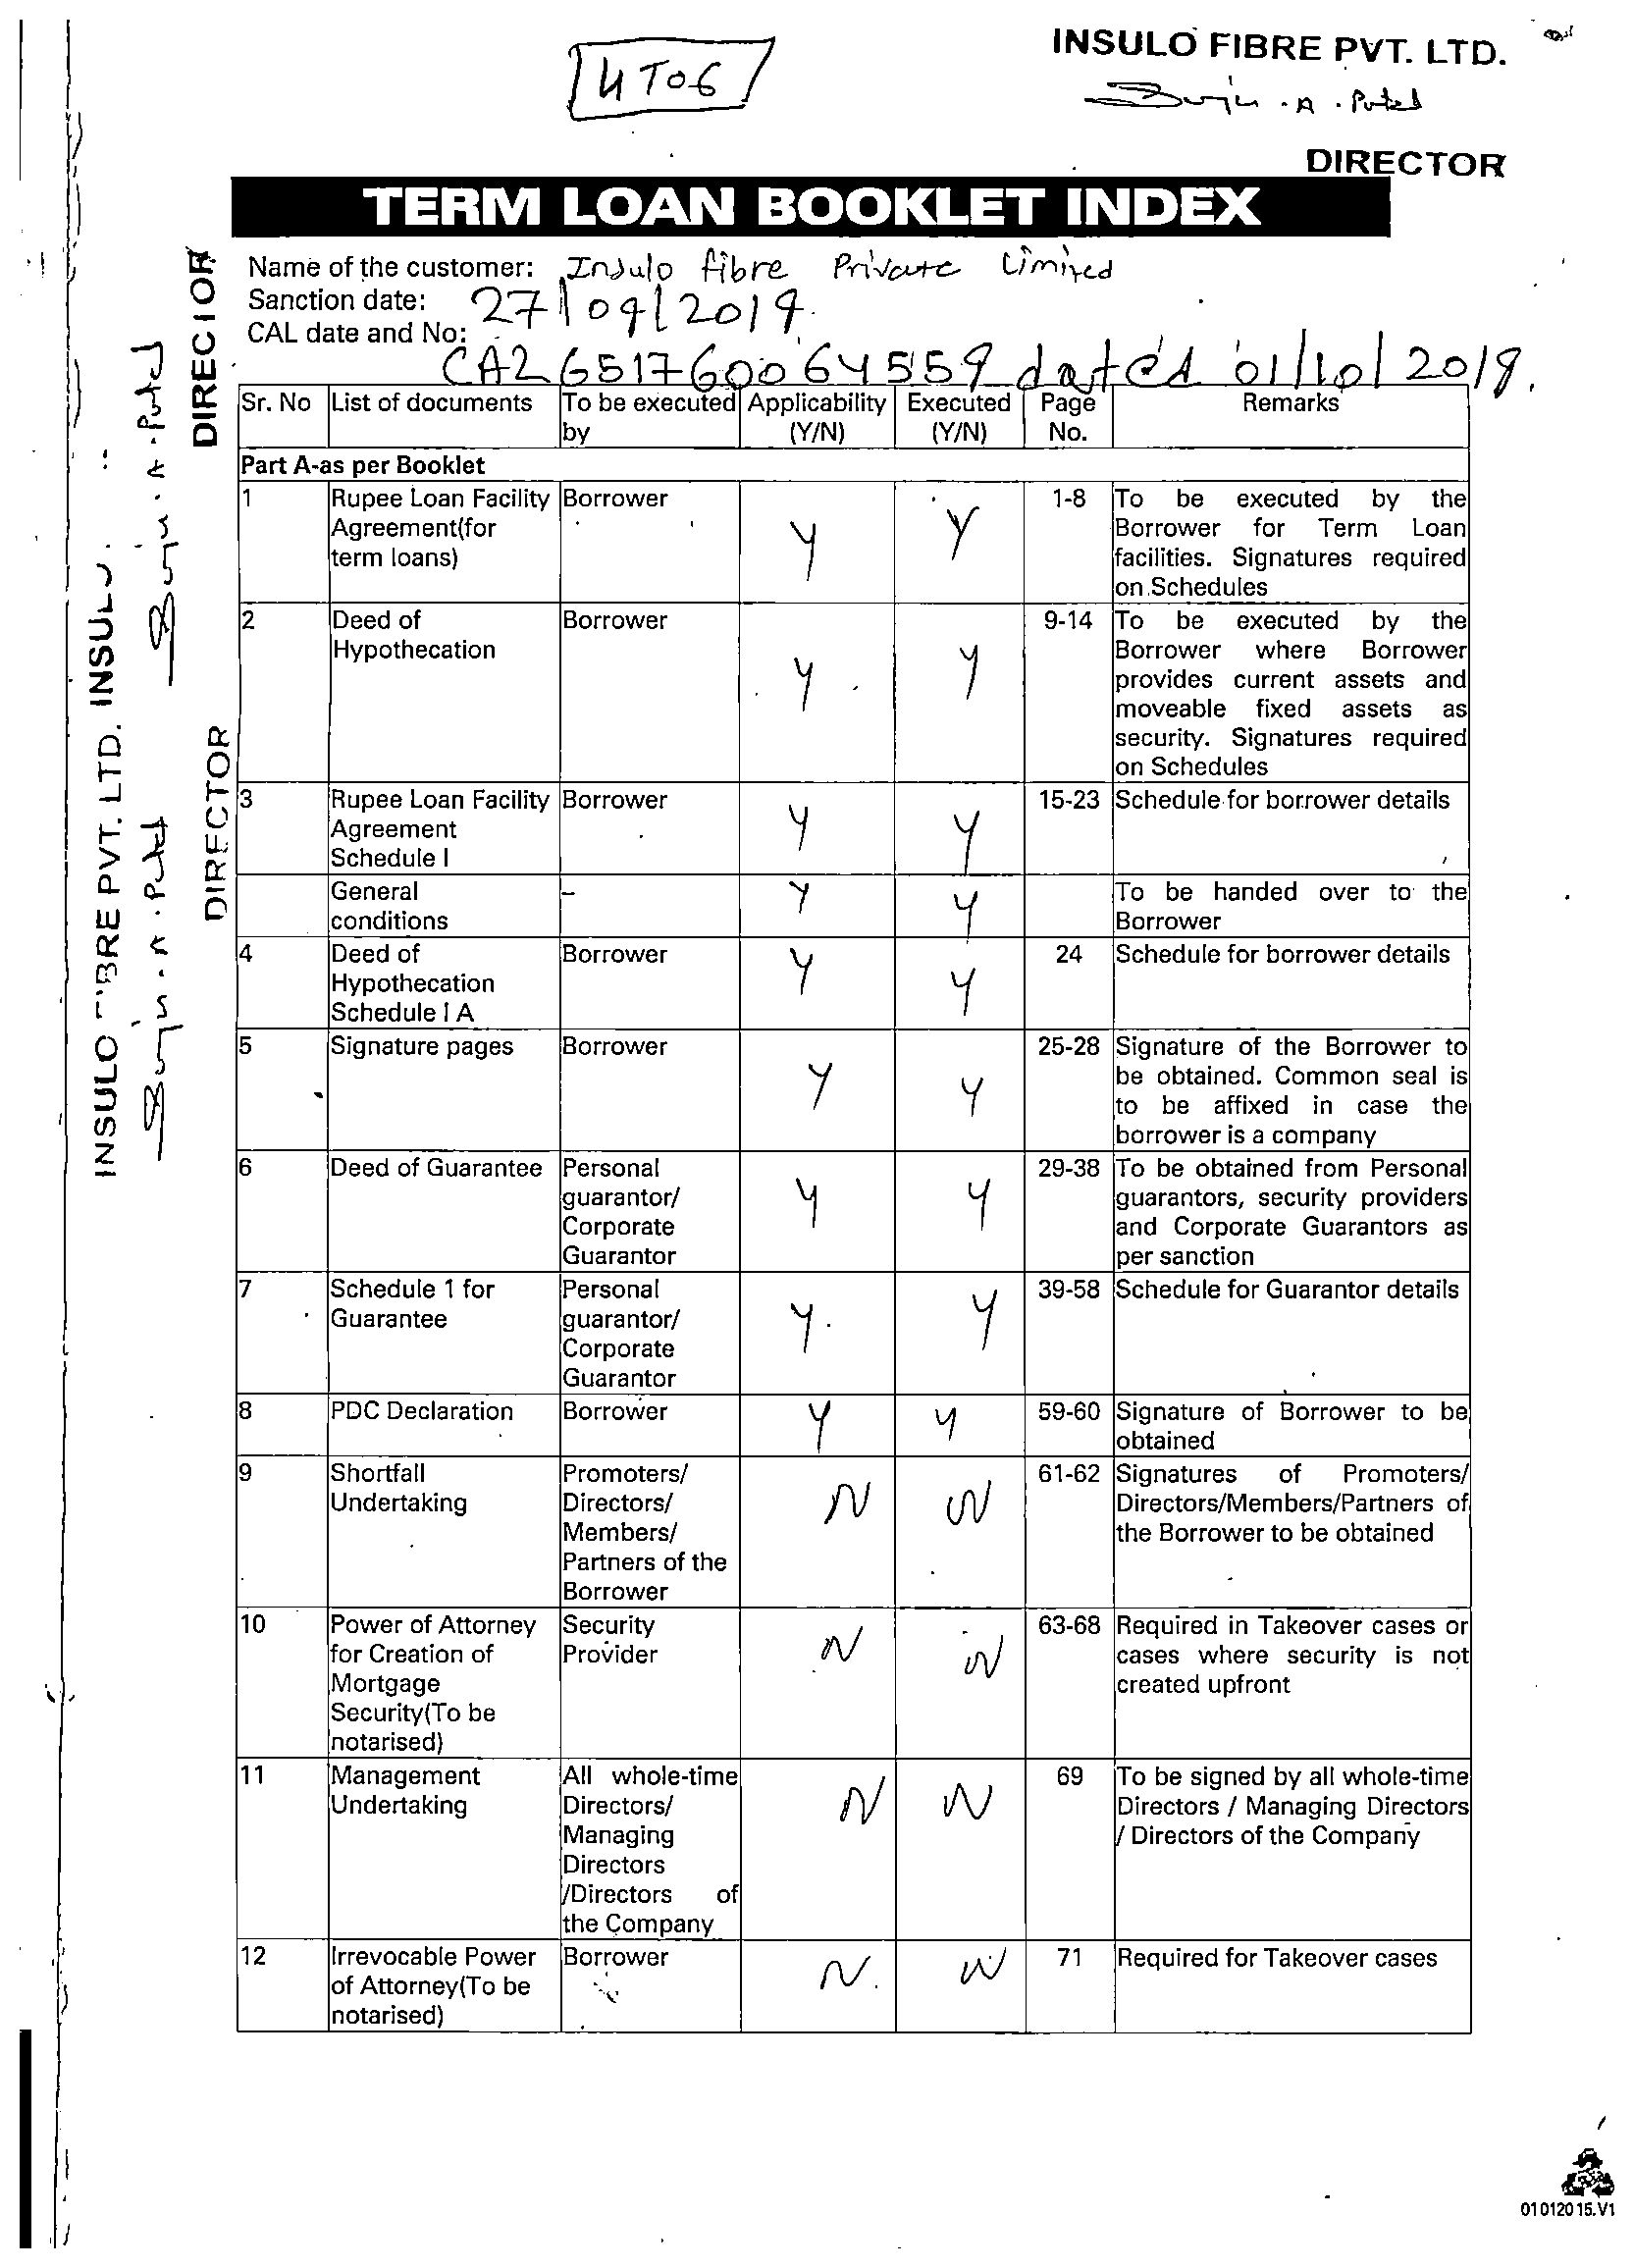 INSULO FIBRE PVT. LTD.
4 TO 6
DIRECTOR
TERM LOAN BOOKLET INDEX
Name of the customer: Insulo Fibre Private Limited
Sanction date: 27/09/2019
CAL date and No:
dated 01/10/2019.
Sr. No List of documents To be executed by Applicability (Y/N) Executed (Y/N) Page No. Remarks
Part A-as per Booklet
1 Rupee Loan Facility Borrower Y Y 1-8 To be executed by the
Agreement(for Borrower for Term Loan
term loans) facilities. Signatures required
on Schedules
2 Deed of Borrower Y Y 9-14 To be executed by the
Hypothecation Borrower where Borrower
provides current assets and
moveable fixed assets as
security. Signatures required
on Schedules
3 Rupee Loan Facility Borrower Y Y 15-23 Schedule for borrower details
Agreement
Schedule I
General - Y Y To be handed over to the
conditions Borrower
4 Deed of Borrower Y Y 24 Schedule for borrower details
Hypothecation
Schedule I A
5 Signature pages Borrower Y Y 25-28 Signature of the Borrower to
be obtained. Common seal is
to be affixed in case the
borrower is a company
6 Deed of Guarantee Personal Y Y 29-38 To be obtained from Personal
guarantor/ guarantors, security providers
Corporate and Corporate Guarantors as
Guarantor per sanction
7 Schedule 1 for Personal Y Y 39-58 Schedule for Guarantor details
Guarantee guarantor/
Corporate
Guarantor
8 PDC Declaration Borrower Y Y 59-60 Signature of Borrower to be
obtained
9 Shortfall Promoters/ N N 61-62 Signatures of Promoters/
Undertaking Directors/ Directors/Members/Partners of
Members/ the Borrower to be obtained
Partners of the
Borrower
10 Power of Attorney Security N N 63-68 Required in Takeover cases or
for Creation of Provider cases where security is not
Mortgage created upfront
Security(To be
notarised)
11 Management All whole-time N N 69 To be signed by all whole-time
Undertaking Directors/ Directors / Managing Directors
Managing / Directors of the Company
Directors
/Directors of
the Company
12 Irrevocable Power Borrower N N 71 Required for Takeover cases
of Attorney(To be
notarised)
INSULO
DIRECTOR
PVT. LTD. INSULO
DIRECTOR
01012015.V1